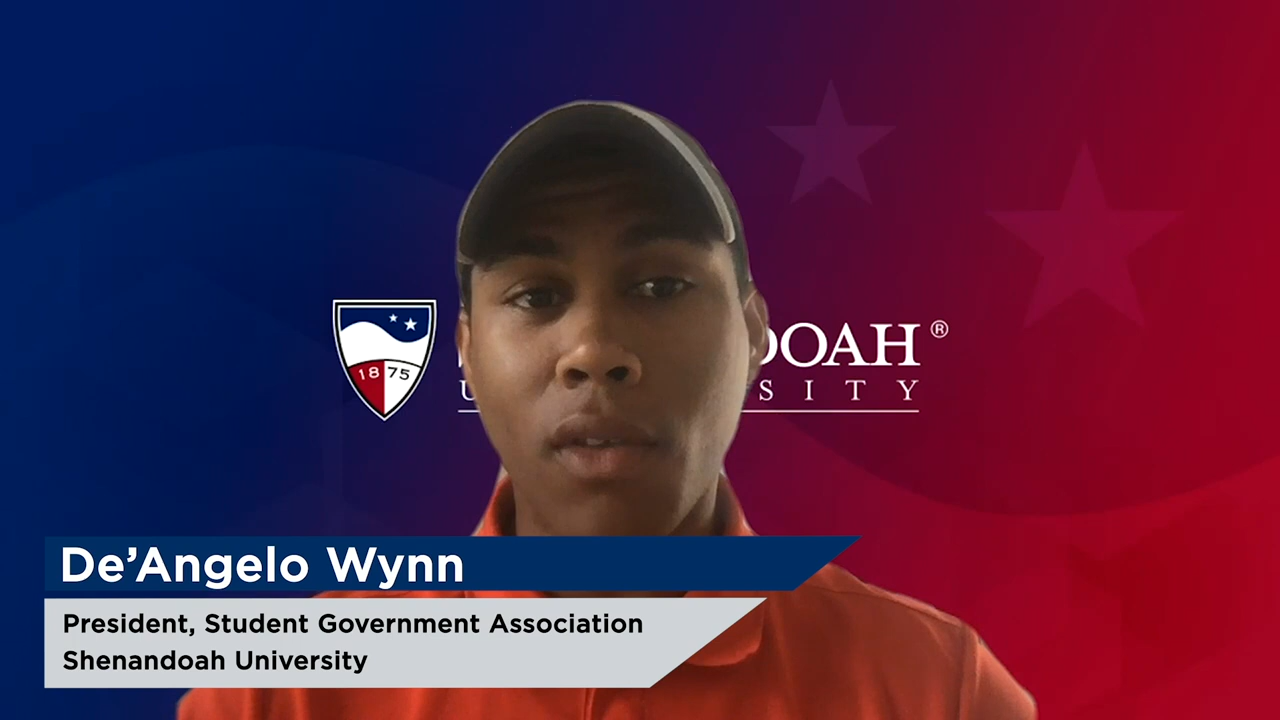 1875
DOAH®
U SITY
De’Angelo Wynn
President, Student Government Association
Shenandoah University